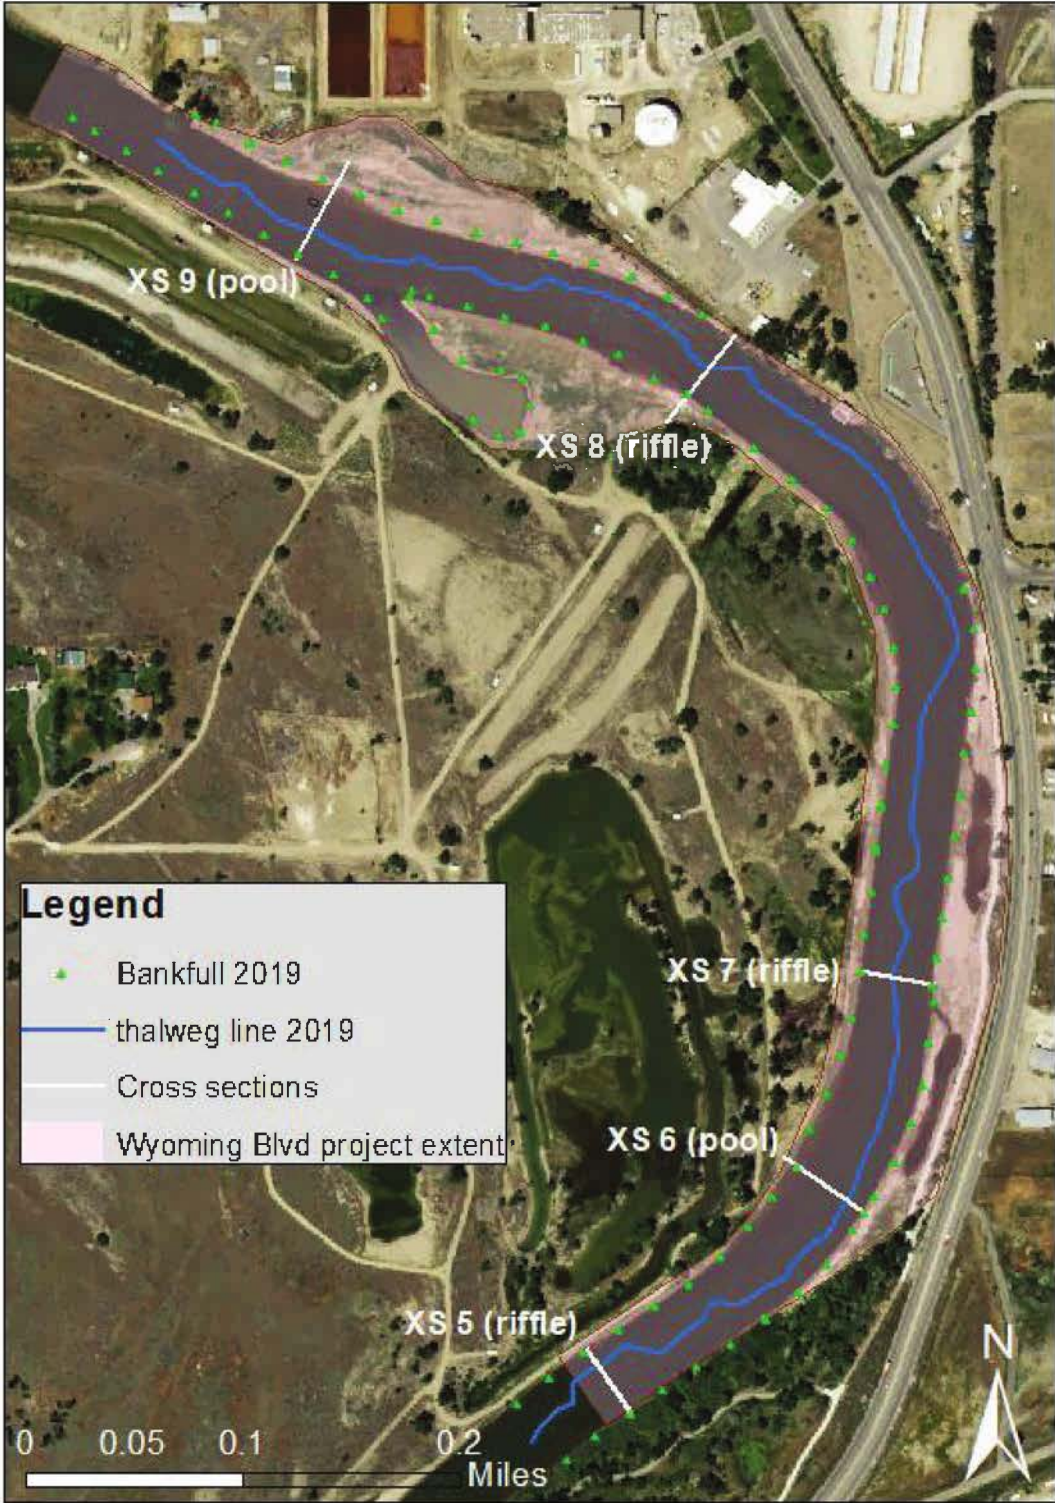 XS 9 (pool)
XS 8 (riffle)
XS 7 (riffle)
XS 6 (pool)
XS 5 (riffle)
Legend
Bankfull 2019
thalweg line 2019
Cross sections
Wyoming Blvd project extent
N
0 0.05 0.1 0.2
Miles